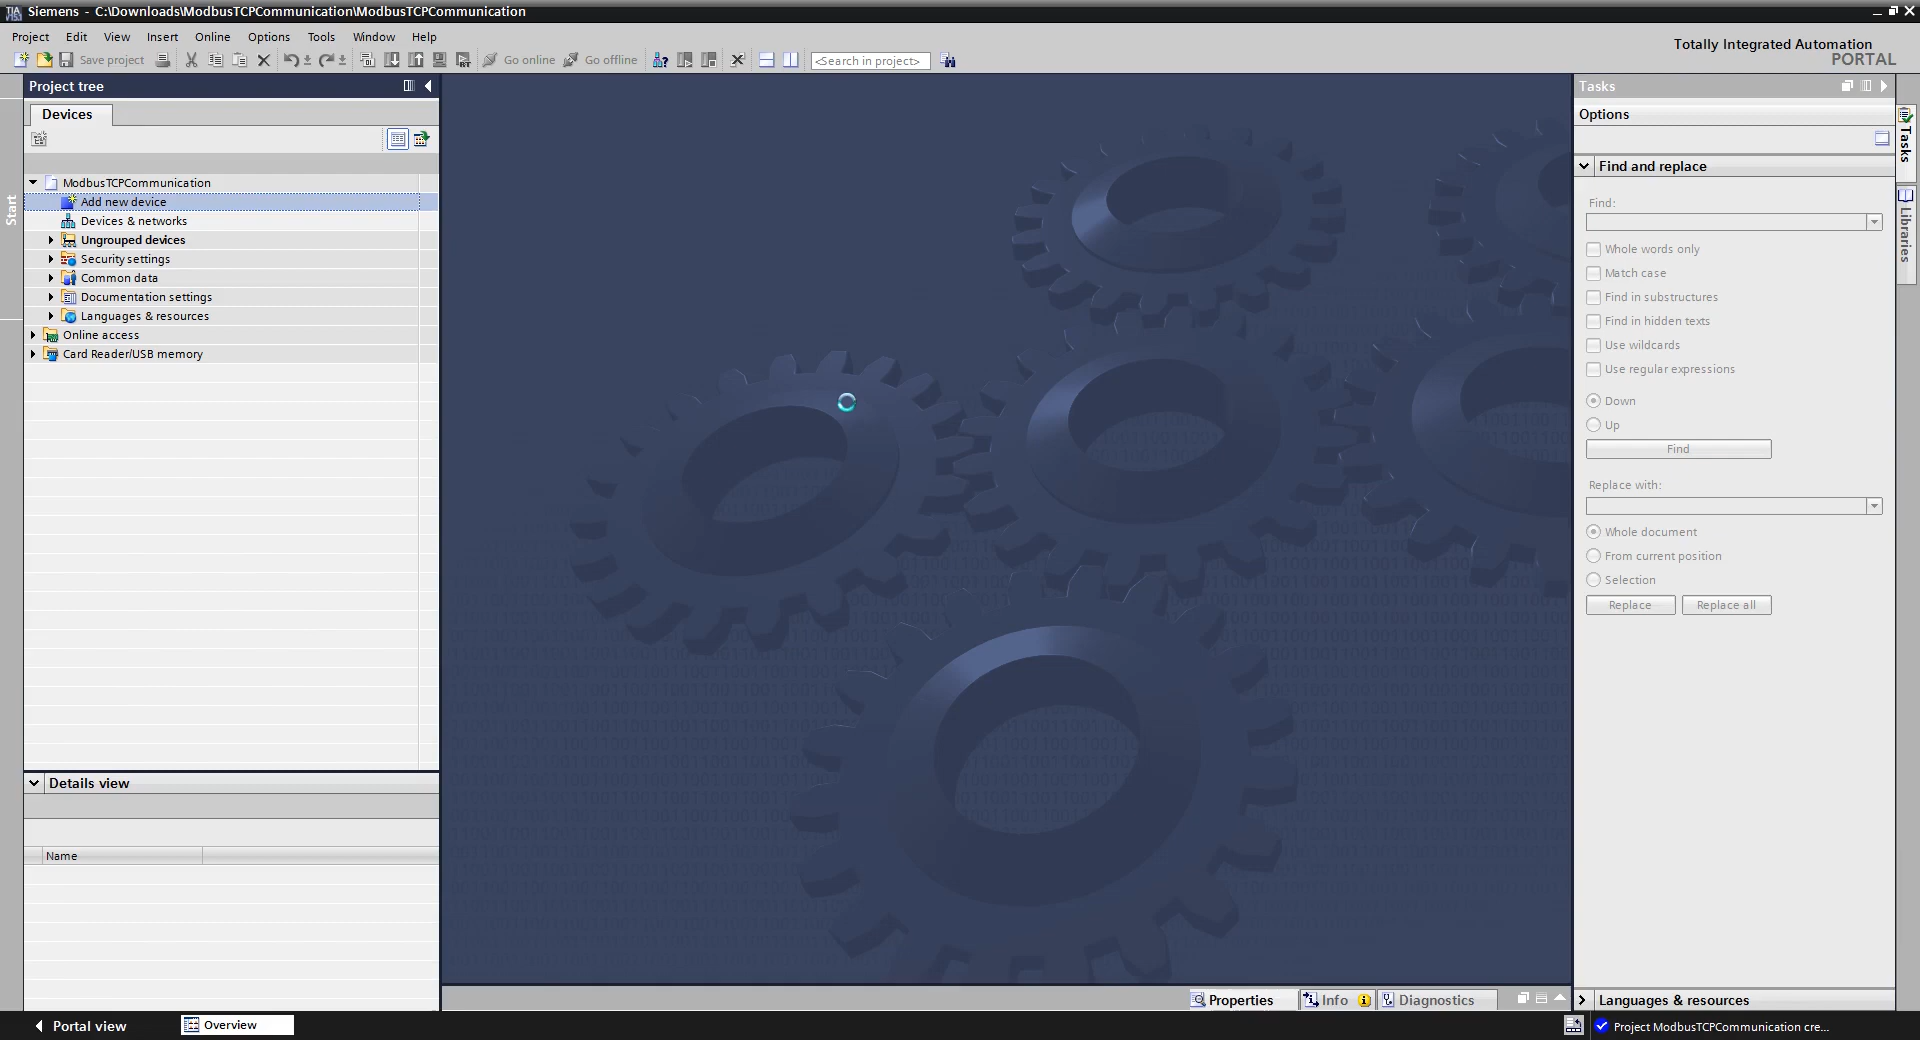 Siemens - C:\Downloads\ModbusTCPCommunication\ModbusTCPCommunication
Project Edit View Insert Online Options Tools Window Help
Totally Integrated Automation
PORTAL
Save project Go online Go offline <Search in project>
Project tree
Devices
Start
ModbusTCPCommunication
Add new device
Devices & networks
Ungrouped devices
Security settings
Common data
Documentation settings
Languages & resources
Online access
Card Reader/USB memory
Details view
Name
Tasks
Options
Find and replace
Find:
Whole words only
Match case
Find in substructures
Find in hidden texts
Use wildcards
Use regular expressions
Down
Up
Find
Replace with:
Whole document
From current position
Selection
Replace Replace all
Languages & resources
Tasks
Libraries
Properties Info Diagnostics
Portal view Overview
Project ModbusTCPCommunication cre...